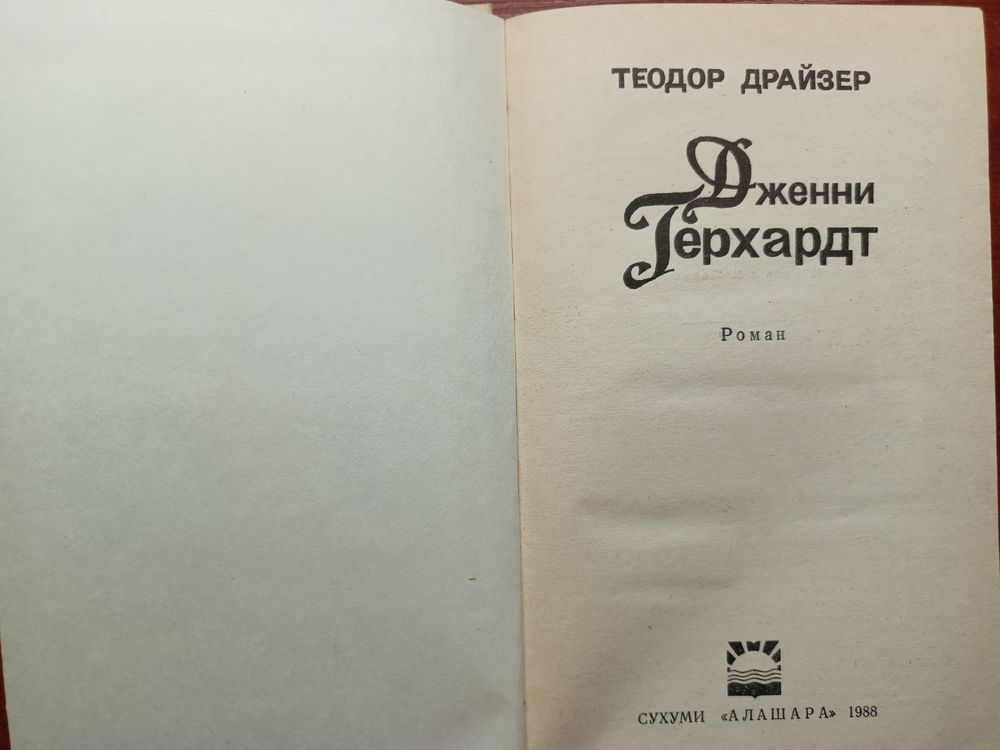 ТЕОДОР ДРАЙЗЕР
Дженни
Герхардт
Роман
СУХУМИ «АЛАШАРА» 1988